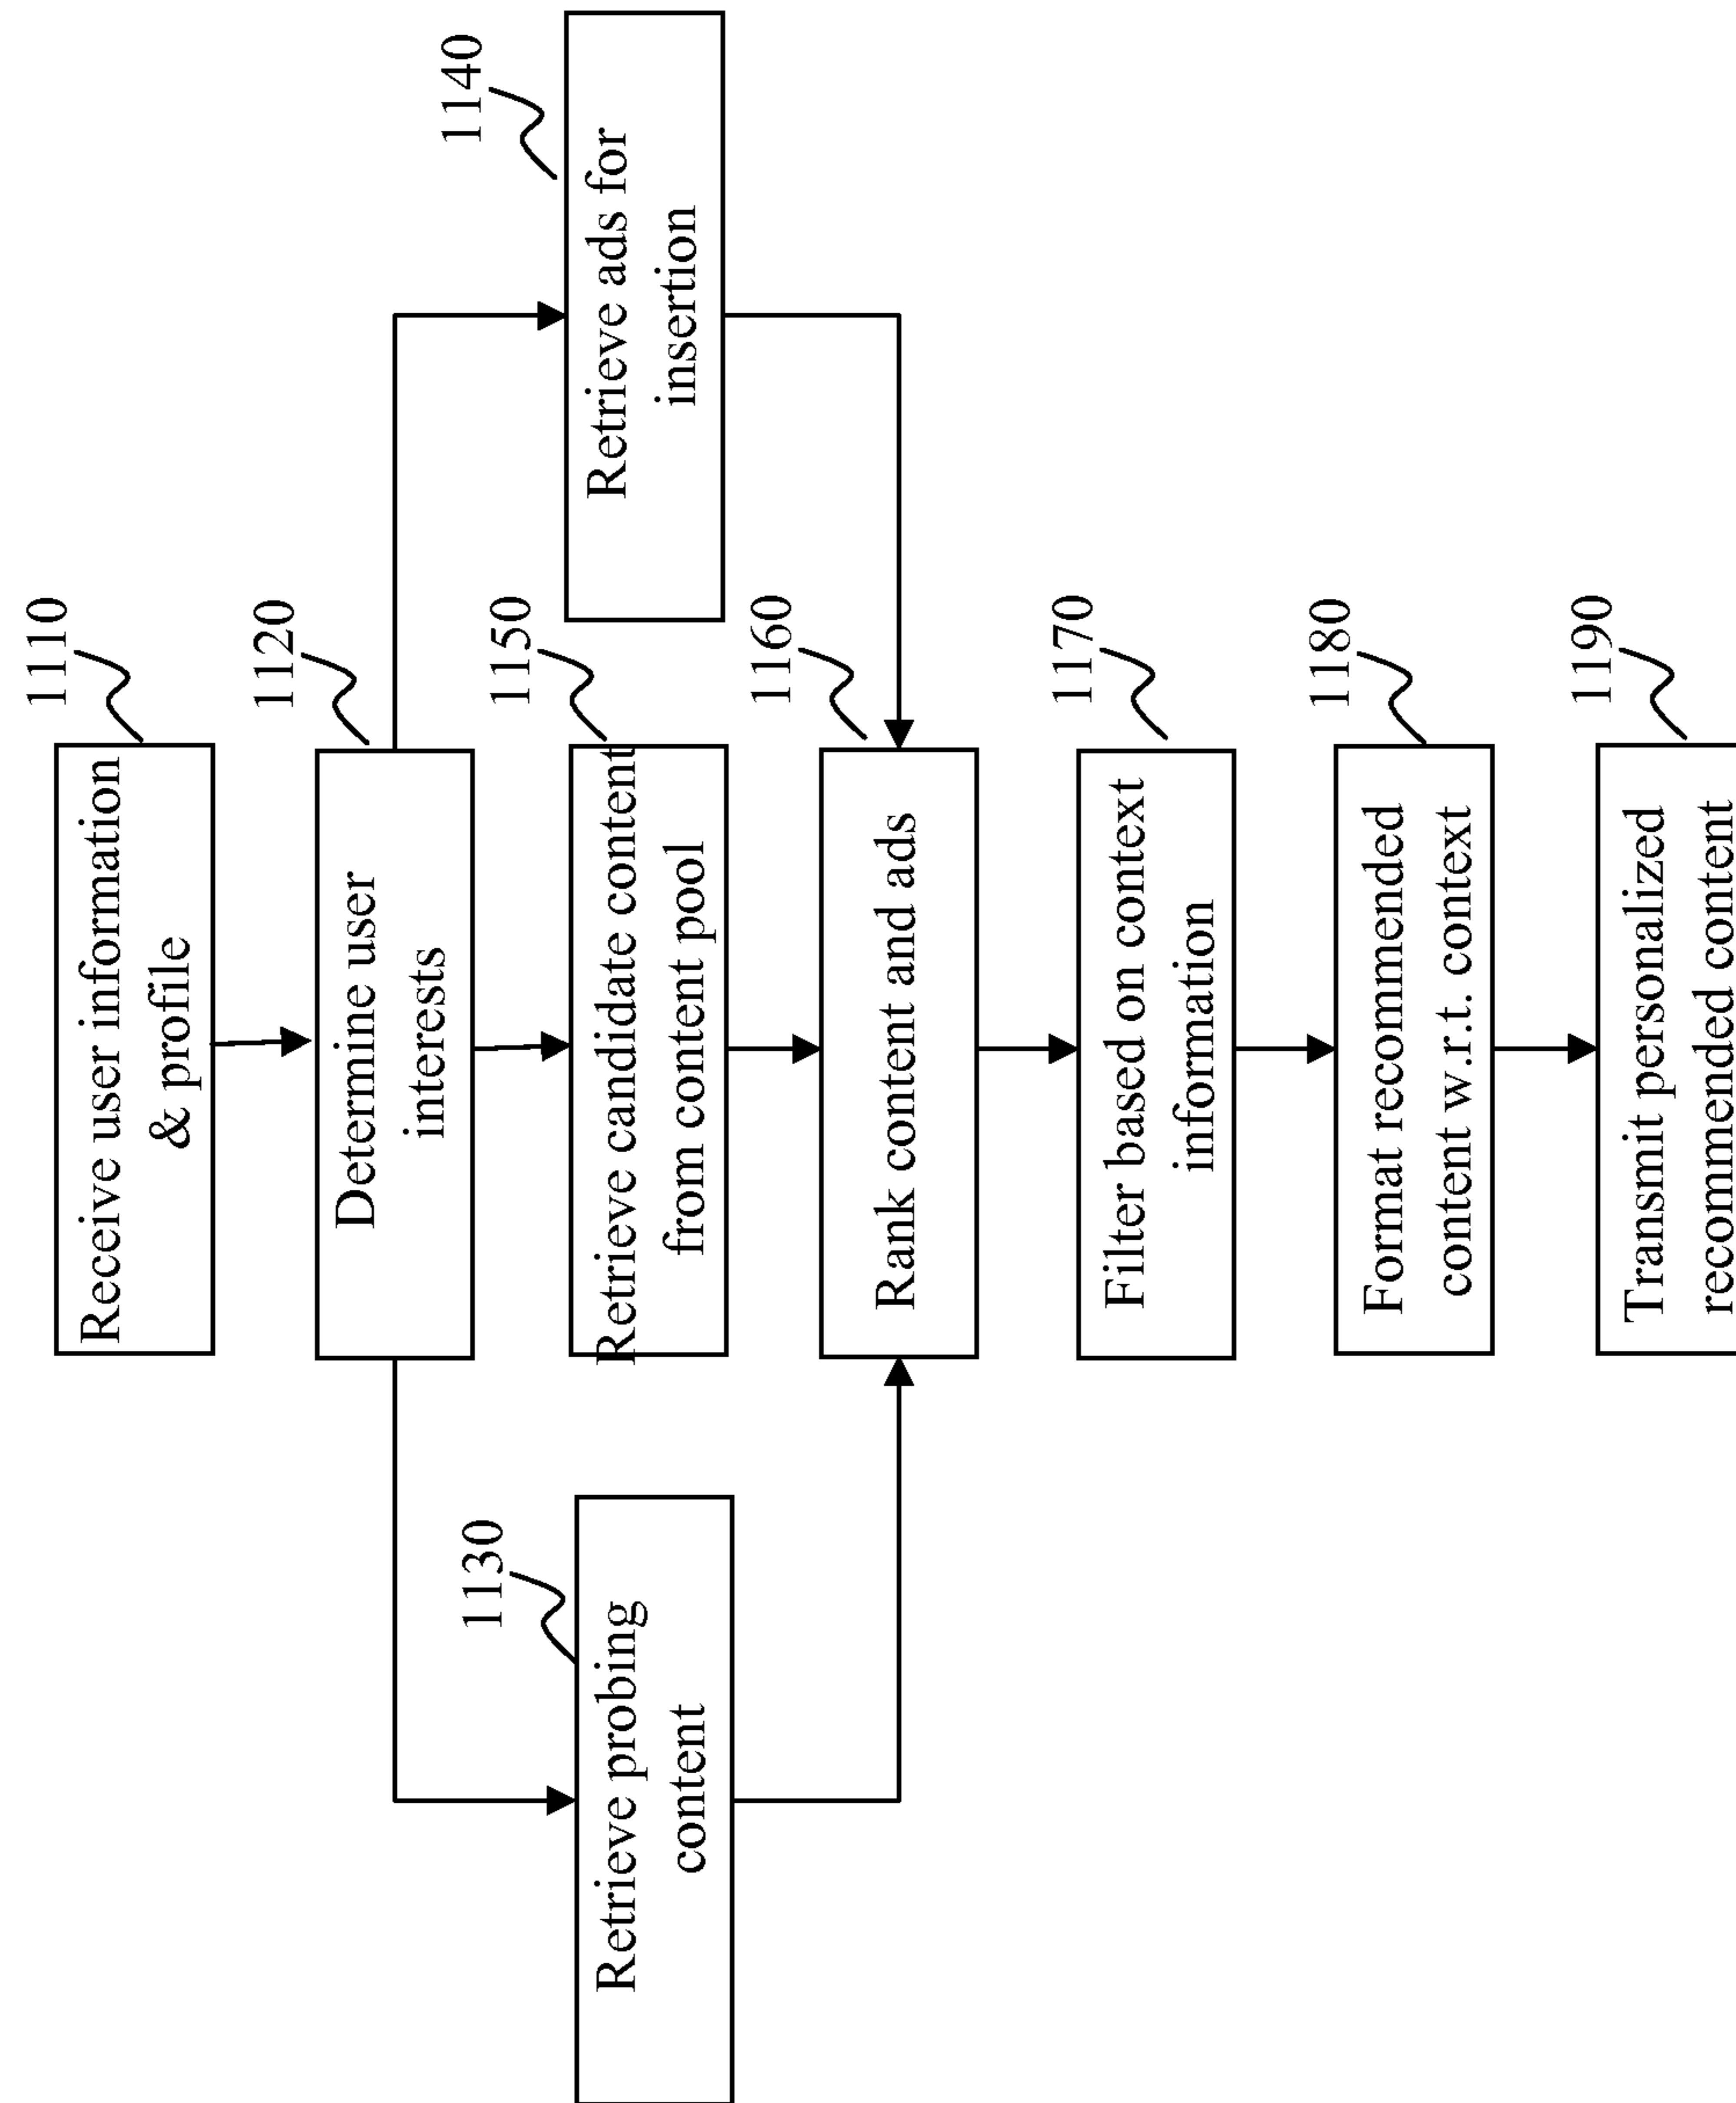 1110
Receive user information
& profile
1120
Determine user
interests
1130
Retrieve probing
content
1150
Retrieve candidate content
from content pool
1140
Retrieve ads for
insertion
1160
Rank content and ads
1170
Filter based on context
information
1180
Format recommended
content w.r.t. context
1190
Transmit personalized
recommended content